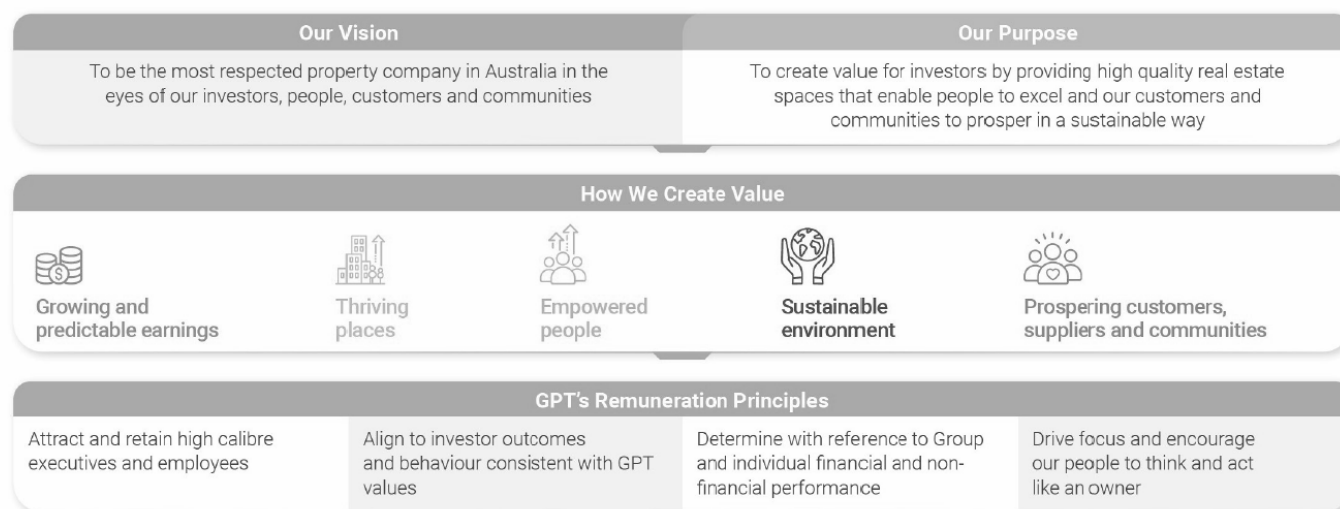 Our Vision
To be the most respected property company in Australia in the
eyes of our investors, people, customers and communities
Our Purpose
To create value for investors by providing high quality real estate
spaces that enable people to excel and our customers and
communities to prosper in a sustainable way
How We Create Value
$
Growing and
predictable earnings
Thriving
places
Empowered
people
Sustainable
environment
Prospering customers,
suppliers and communities
GPT's Remuneration Principles
Attract and retain high calibre
executives and employees
Align to investor outcomes
and behaviour consistent with GPT
values
Determine with reference to Group
and individual financial and non-
financial performance
Drive focus and encourage
our people to think and act
like an owner